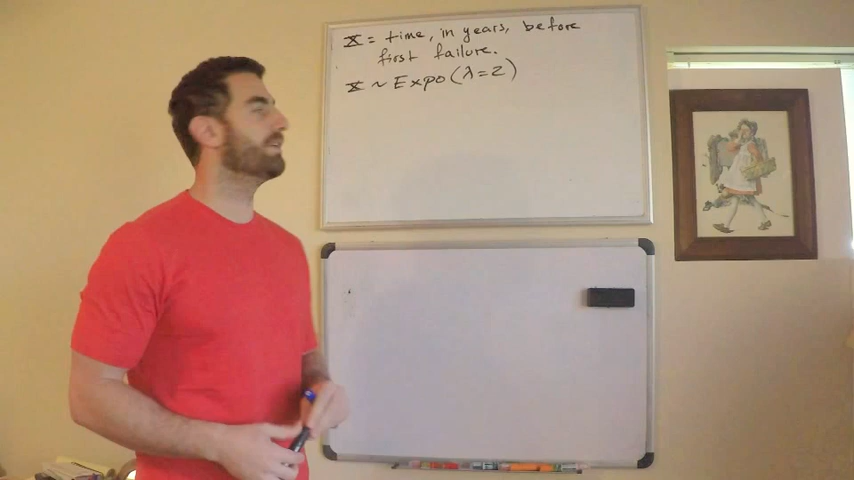 X = time, in years, before
first failure.
X ~ Expo(λ=2)